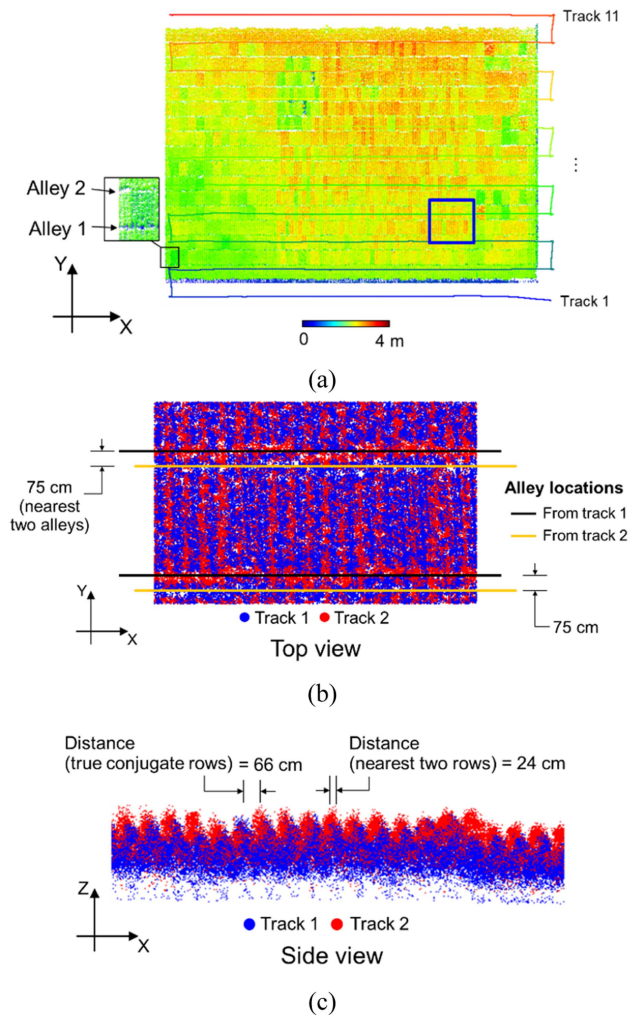 Track 11
Alley 2
Alley 1
...
Y
X
Track 1
0 4 m
(a)
75 cm
(nearest
two alleys)
Alley locations
From track 1
From track 2
Y
X
Track 1 Track 2
75 cm
Top view
(b)
Distance
(true conjugate rows) = 66 cm
Distance
(nearest two rows) = 24 cm
Z
X
Track 1 Track 2
Side view
(c)